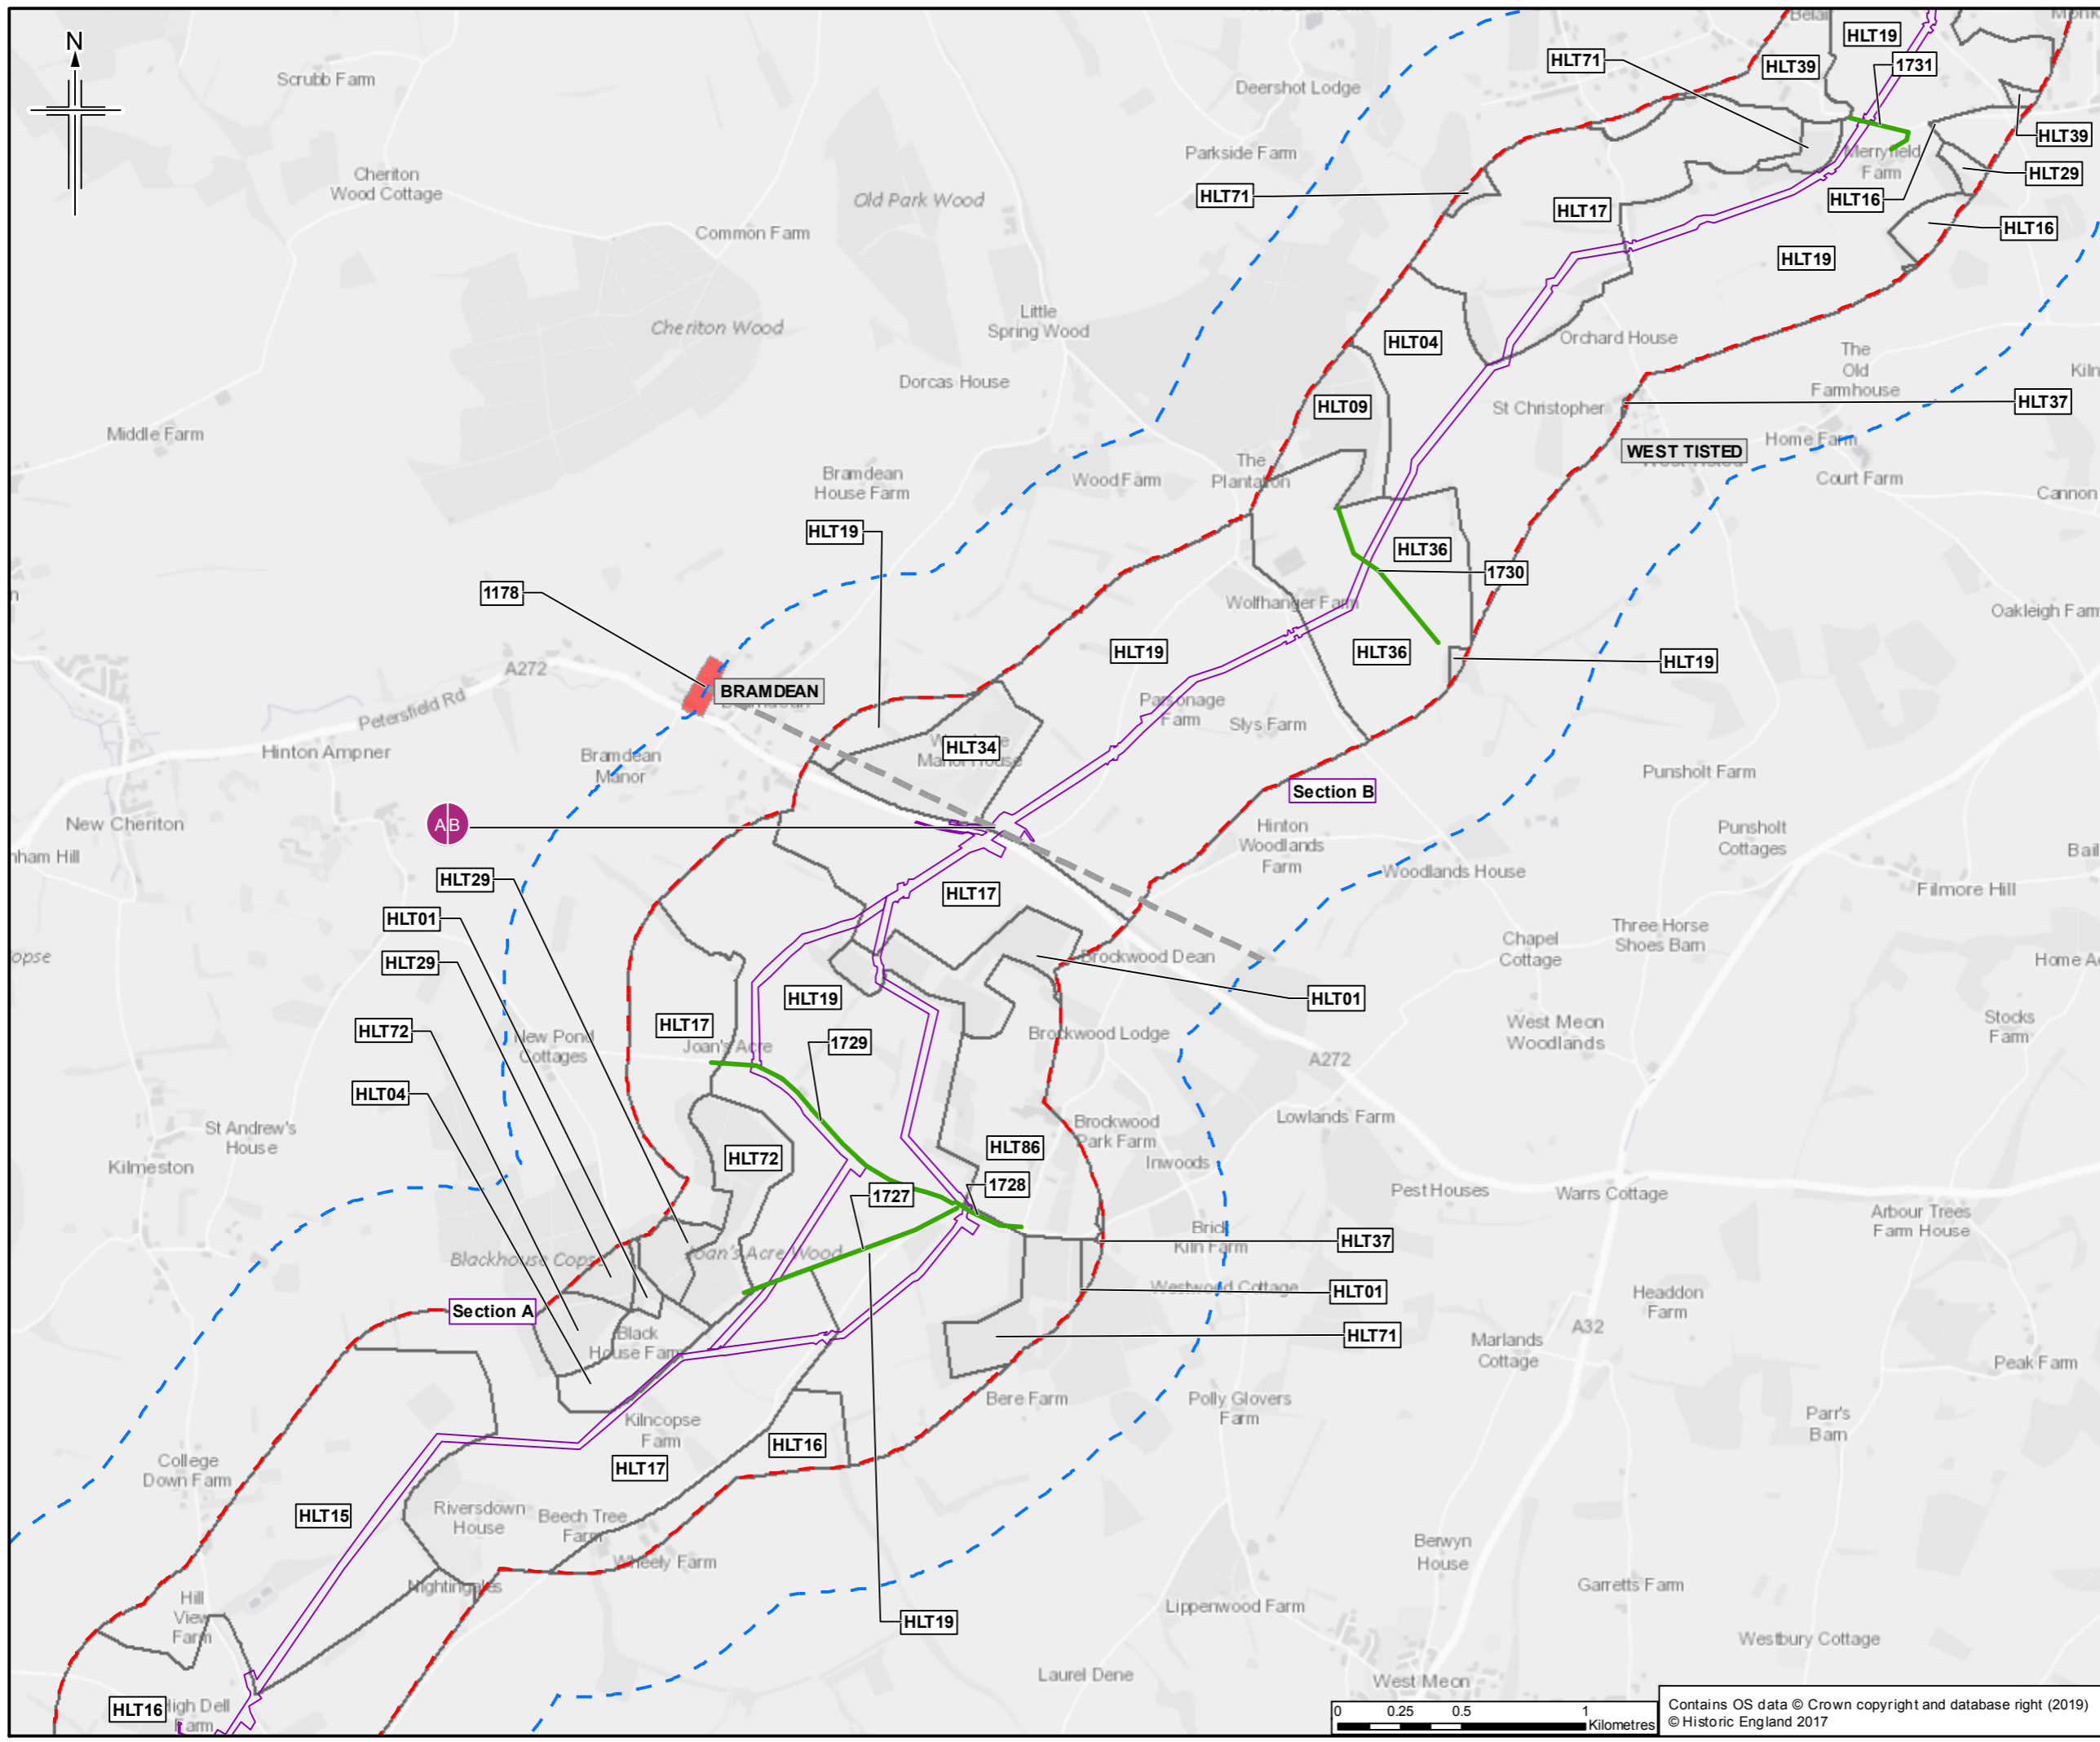 N
Scrubb Farm
Cheriton
Wood Cottage
Old Park Wood
Common Farm
Cheriton Wood
Little
Spring Wood
Dorcas House
Middle Farm
Bramdean
House Farm
Wood Farm
The
Plantation
Deershot Lodge
Parkside Farm
HLT71
HLT39
Belair
HLT19
1731
HLT39
HLT29
HLT16
HLT16
Merryfield
Farm
HLT71
HLT17
HLT19
HLT04
Orchard House
The
Old
Farmhouse
HLT09
St Christopher
HLT37
WEST TISTED
Home Farm
Court Farm
Cannon
HLT19
HLT36
1730
1178
Wolfhanger Farm
Oakleigh Farm
HLT19
HLT36
HLT19
A272
BRAMDEAN
Petersfield Rd
Hinton Ampner
Bramdean
Manor
HLT34
Parsonage
Farm
Slys Farm
Section B
Punsholt Farm
New Cheriton
A B
nham Hill
Hinton
Woodlands
Farm
Punsholt
Cottages
HLT29
HLT17
Woodlands House
Filmore Hill
HLT01
HLT29
Brockwood Dean
Chapel
Cottage
Three Horse
Shoes Barn
opse
HLT19
HLT01
HLT72
HLT17
New Pond
Cottages
Joan's Acre
1729
Brockwood Lodge
West Meon
Woodlands
Stocks
Farm
A272
HLT04
St Andrew's
House
Kilmeston
Brockwood
Park Farm
Lowlands Farm
HLT72
HLT86
Inwoods
1727
1728
Pest Houses
Warrs Cottage
Arbour Trees
Farm House
Blackhouse Copse
Joan's Acre Wood
Brick
Kiln Farm
HLT37
Westwood Cottage
HLT01
Headdon
Farm
Section A
Black
House Farm
HLT71
Marlands
Cottage
A32
Peak Farm
Bere Farm
Polly Glovers
Farm
Kilncopse
Farm
HLT16
HLT17
Parr's
Barn
College
Down Farm
HLT15
Riversdown
House
Beech Tree
Farm
Wheely Farm
Nightingales
Berwyn
House
Garretts Farm
Hill
View
Farm
HLT19
Lippenwood Farm
Westbury Cottage
Laurel Dene
West Meon
HLT16
High Dell
Farm
0 0.25 0.5 1
Kilometres
Contains OS data © Crown copyright and database right (2019)
© Historic England 2017